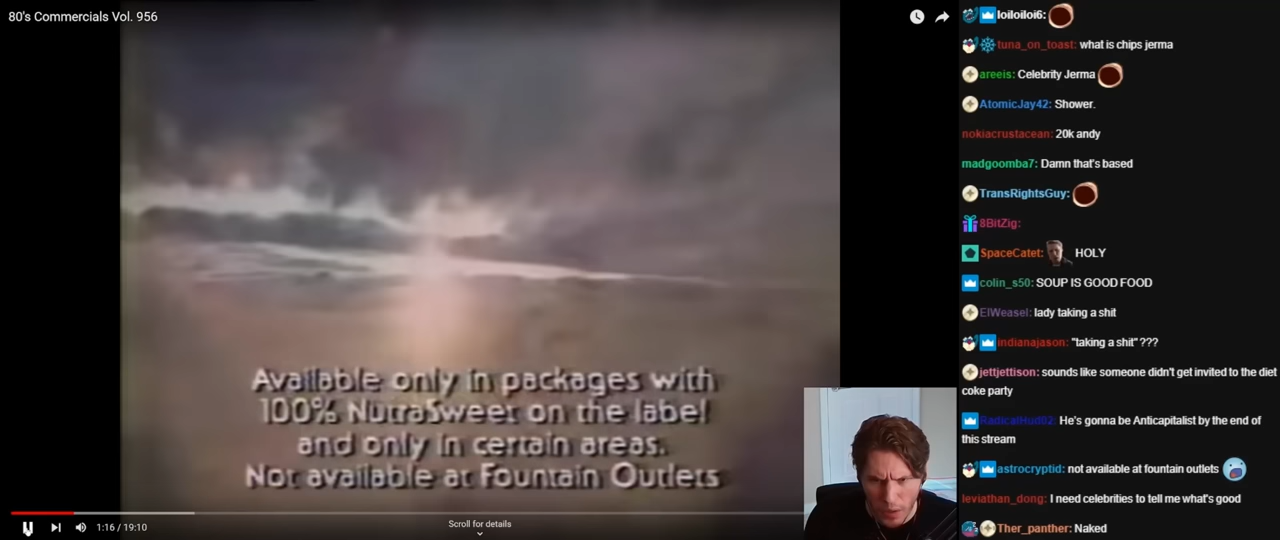 80's Commercials Vol. 956
Available only in packages with
100% NutraSweet on the label
and only in certain areas.
Not available at Fountain Outlets
1:16 / 19:10
Scroll for details
loiloiloi6:
tuna_on_toast: what is chips jerma
areeis: Celebrity Jerma
AtomicJay42: Shower.
nokiacrustacean: 20k andy
madgoomba7: Damn that's based
TransRightsGuy:
8BitZig:
SpaceCatet: HOLY
colin_s50: SOUP IS GOOD FOOD
ElWeasel: lady taking a shit
indianajason: "taking a shit" ???
jettjettison: sounds like someone didn't get invited to the diet
coke party
RadicalHud02: He's gonna be Anticapitalist by the end of
this stream
astrocryptid: not available at fountain outlets
leviathan_dong: I need celebrities to tell me what's good
Ther_panther: Naked